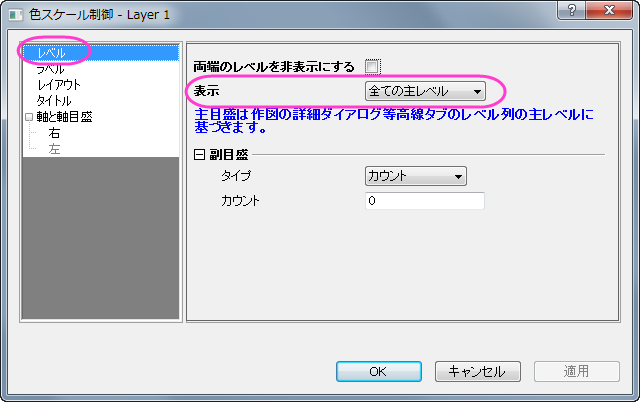 色スケール制御 - Layer 1
レベル
ラベル
レイアウト
タイトル
軸と軸目盛
右
左
両端のレベルを非表示にする
表示
全ての主レベル
主目盛は作図の詳細ダイアログ等高線タブのレベル列の主レベルに
基づきます。
副目盛
タイプ
カウント
カウント
0
OK
キャンセル
適用